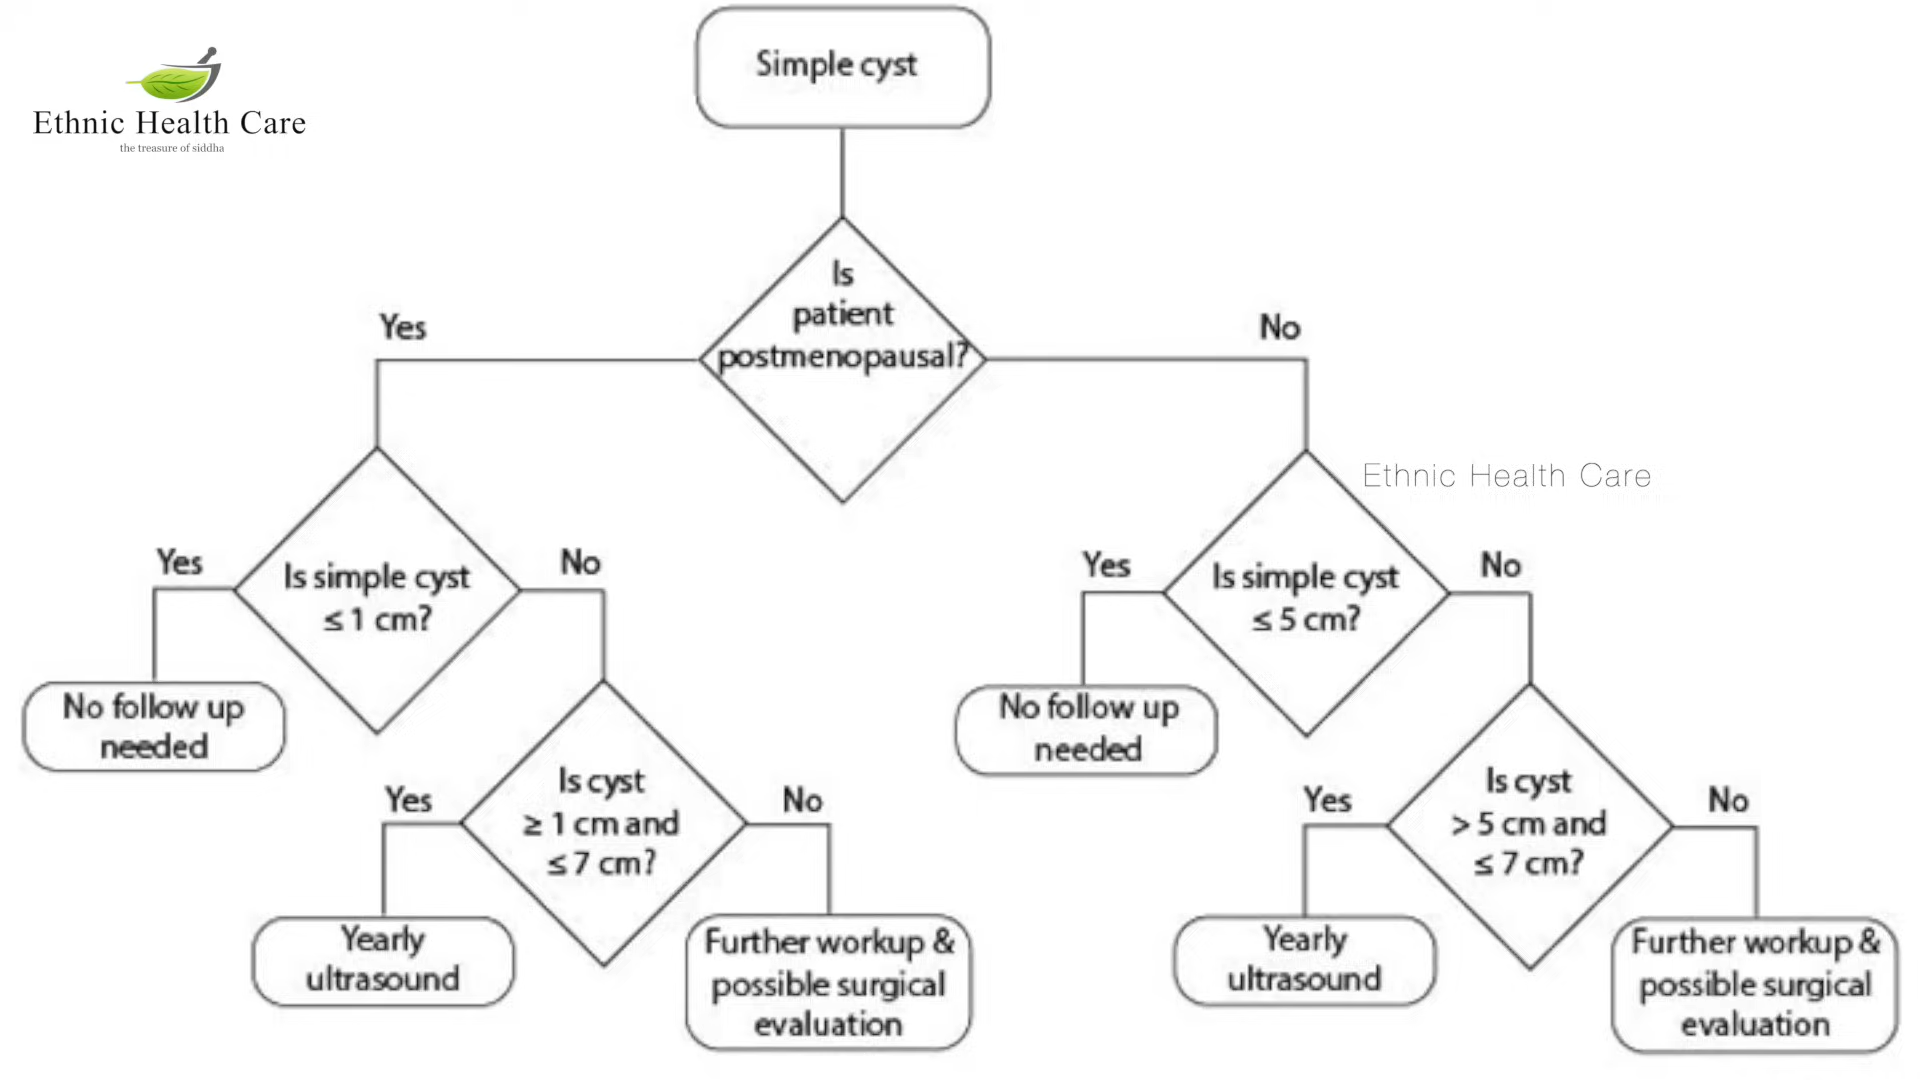 Ethnic Health Care
the treasure of siddha
Simple cyst
Is
patient
postmenopausal?
Yes
No
Ethnic Health Care
Is simple cyst
≤ 1 cm?
Yes
No
No follow up
needed
Is cyst
≥ 1 cm and
≤ 7 cm?
Yes
No
Yearly
ultrasound
Further workup &
possible surgical
evaluation
Is simple cyst
≤ 5 cm?
Yes
No
No follow up
needed
Is cyst
> 5 cm and
≤ 7 cm?
Yes
No
Yearly
ultrasound
Further workup &
possible surgical
evaluation